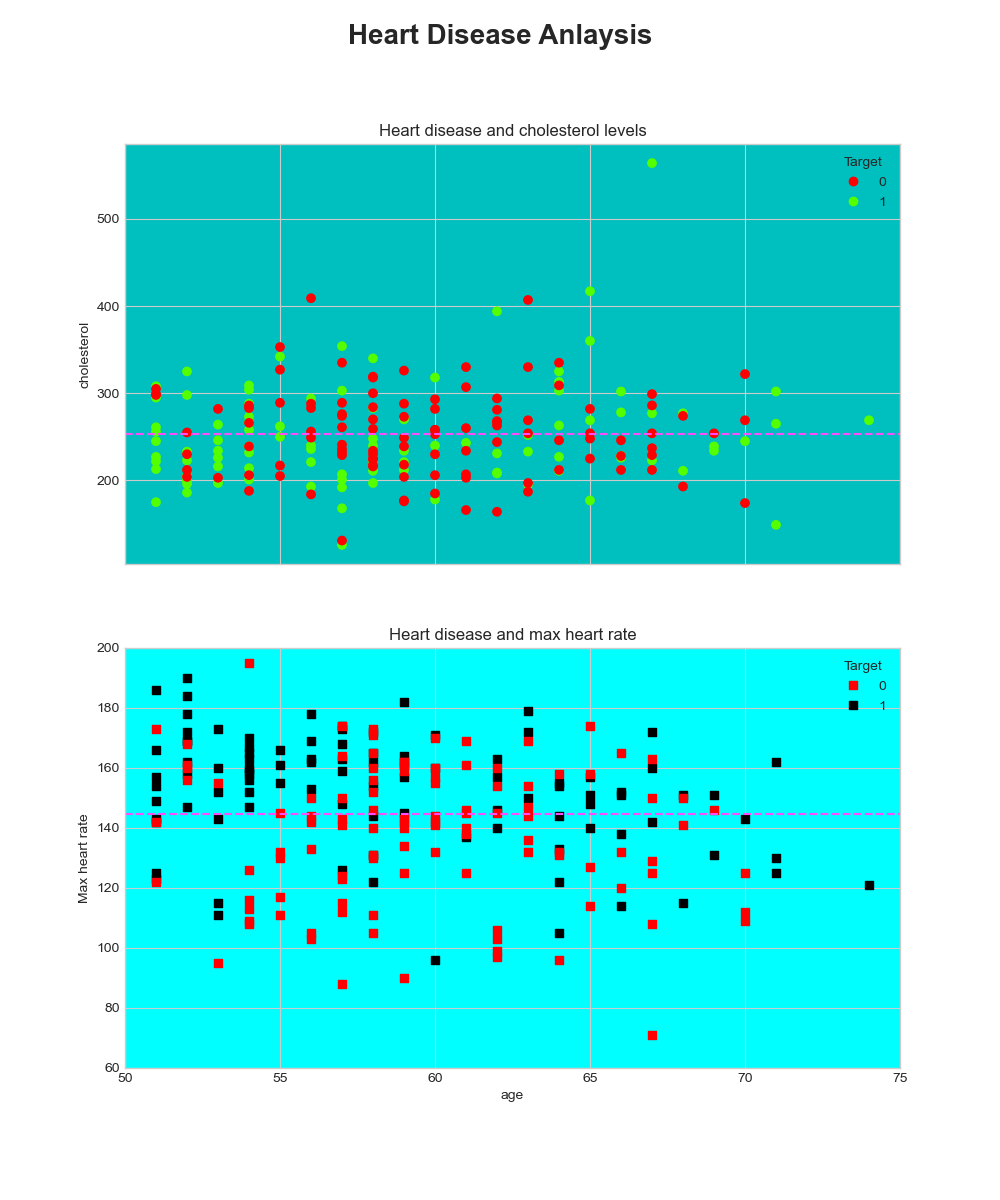 Heart Disease Anlaysis
Heart disease and cholesterol levels
Target
0
1
500
400
300
200
cholesterol
Heart disease and max heart rate
Target
0
1
200
180
160
140
120
100
80
60
Max heart rate
50 55 60 65 70 75
age